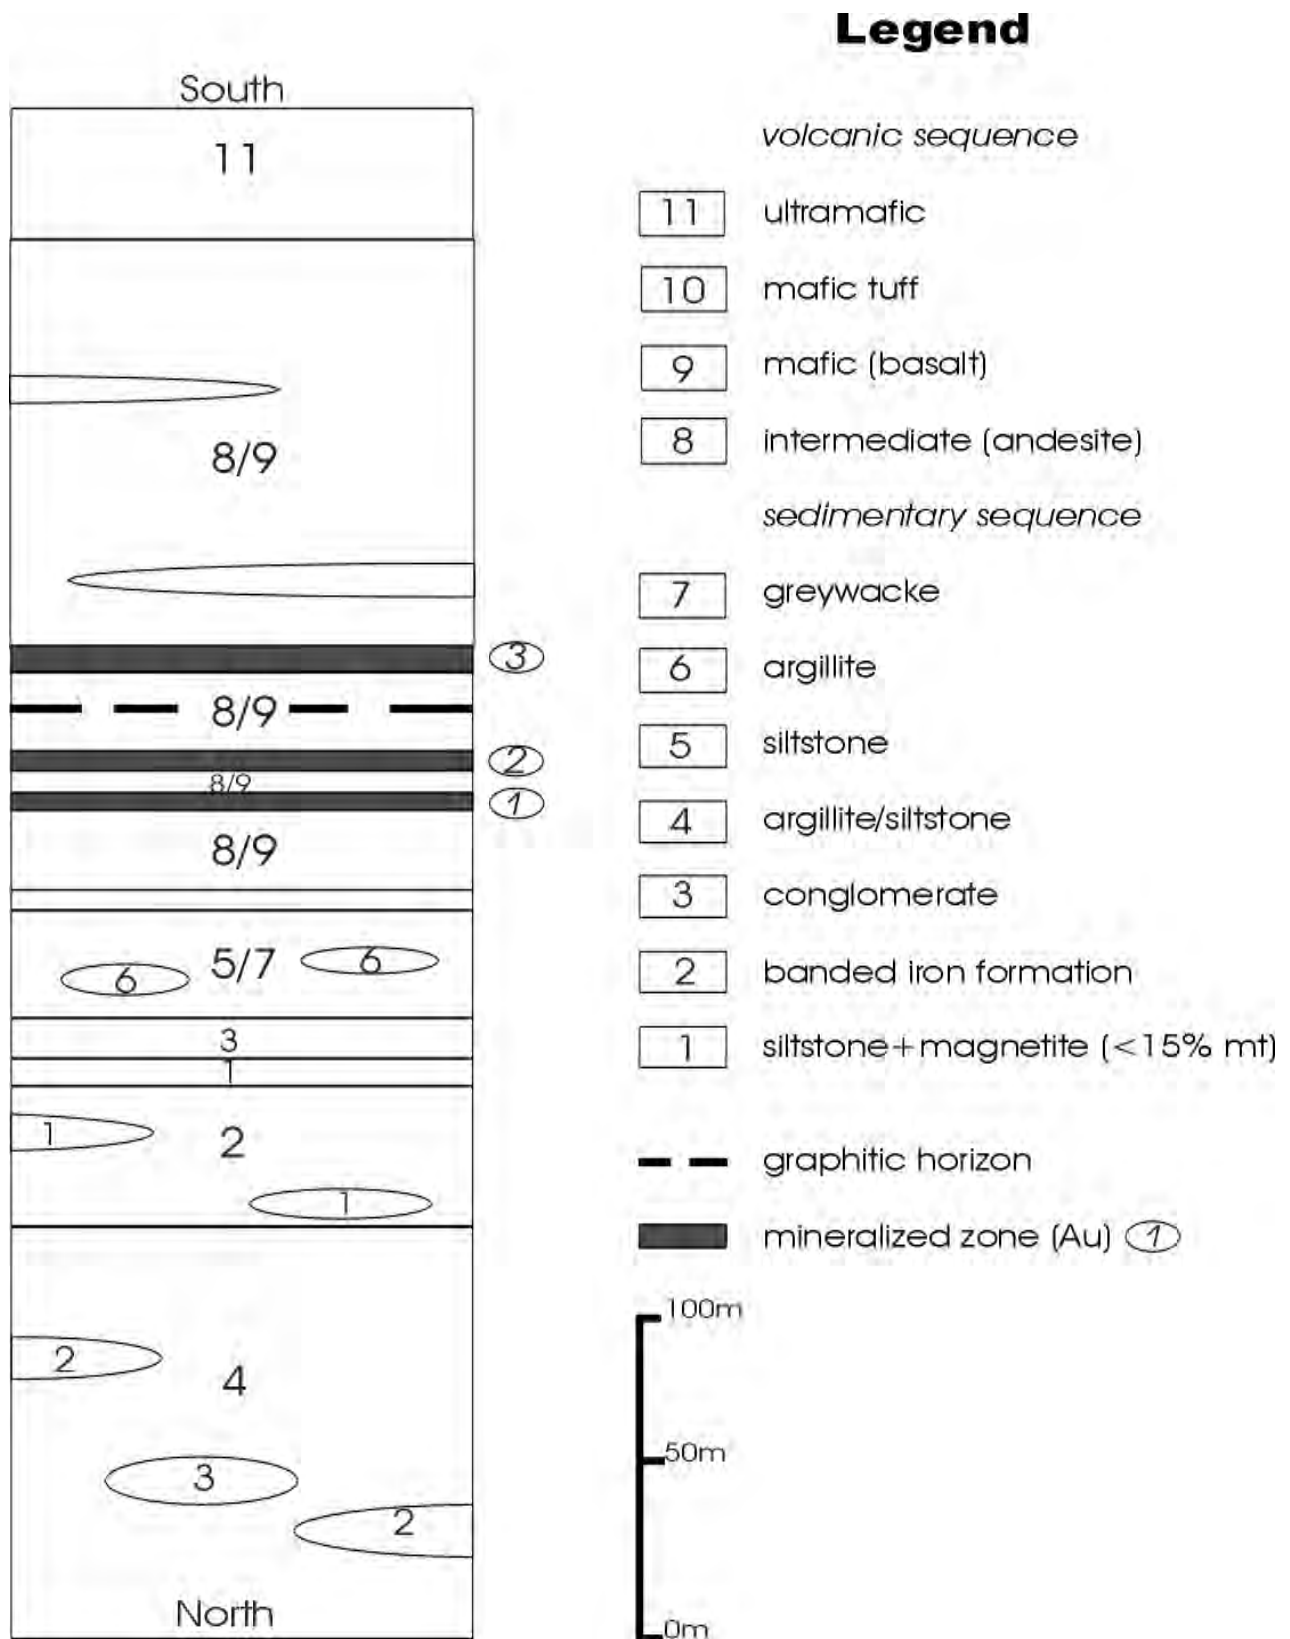 Legend
South
11
8/9
3
8/9
2
8/9
1
8/9
5/7
6
6
3
1
1
2
1
2
4
3
2
North
volcanic sequence
11 ultramafic
10 mafic tuff
9 mafic (basalt)
8 intermediate (andesite)
sedimentary sequence
7 greywacke
6 argillite
5 siltstone
4 argillite/siltstone
3 conglomerate
2 banded iron formation
1 siltstone+magnetite (<15% mt)
graphitic horizon
mineralized zone (Au) 1
100m
50m
0m